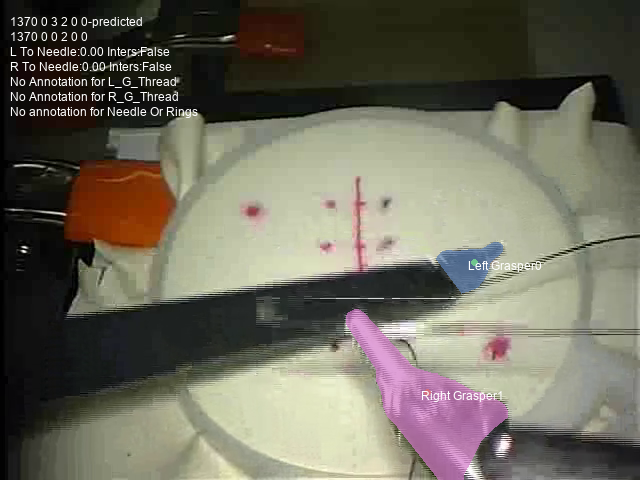 1370 0 3 2 0 0-predicted
1370 0 0 2 0 0
L To Needle:0.00 Inters:False
R To Needle:0.00 Inters:False
No Annotation for L_G_Thread
No Annotation for R_G_Thread
No annotation for Needle Or Rings
Left Grasper0
Right Grasper1